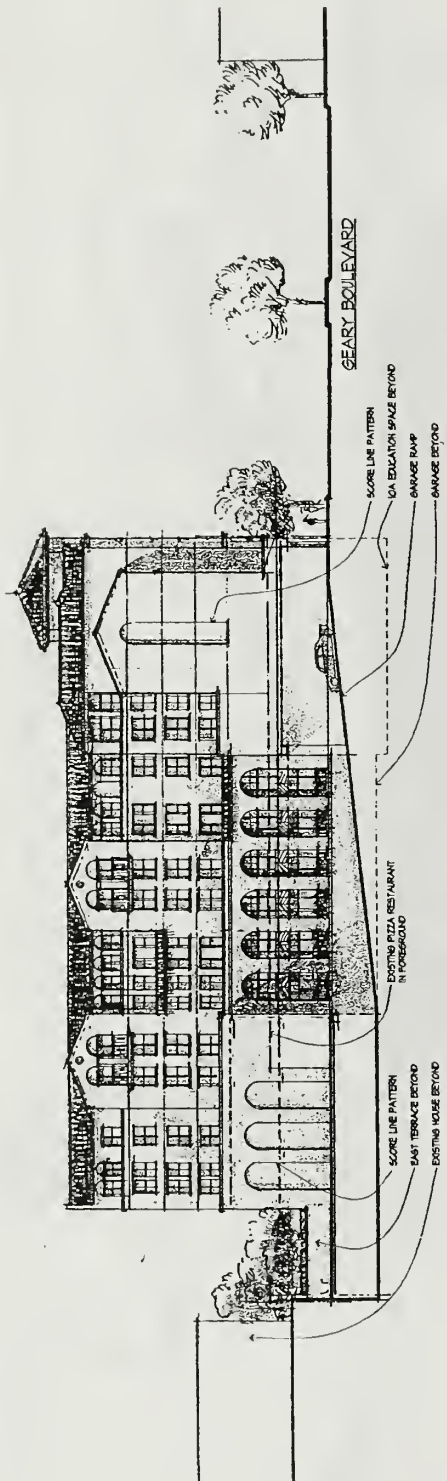 GEARY BOULEVARD
SCORE LINE PATTERN
IOA EDUCATION SPACE BEYOND
GARAGE RAMP
GARAGE BEYOND
EXISTING PIZZA RESTAURANT
IN FOREGROUND
SCORE LINE PATTERN
EAST TERRACE BEYOND
EXISTING HOUSE BEYOND